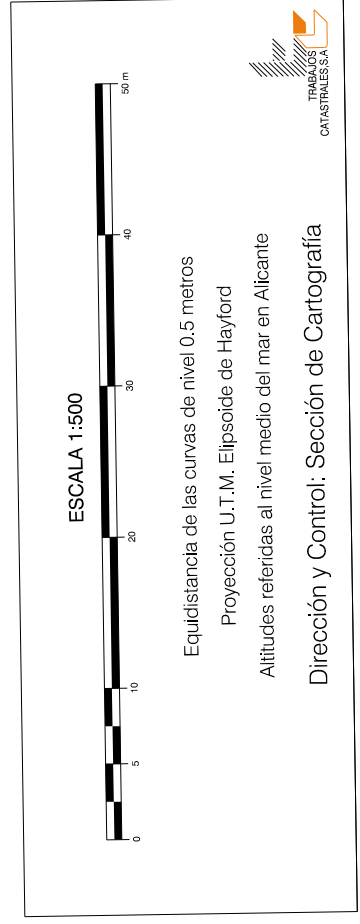 ESCALA 1:500
0 5 10 20 30 40 50 m
Equidistancia de las curvas de nivel 0.5 metros
Proyección U.T.M. Elipsoide de Hayford
Altitudes referidas al nivel medio del mar en Alicante
Dirección y Control: Sección de Cartografía
TRABAJOS
CATASTRALES,S.A